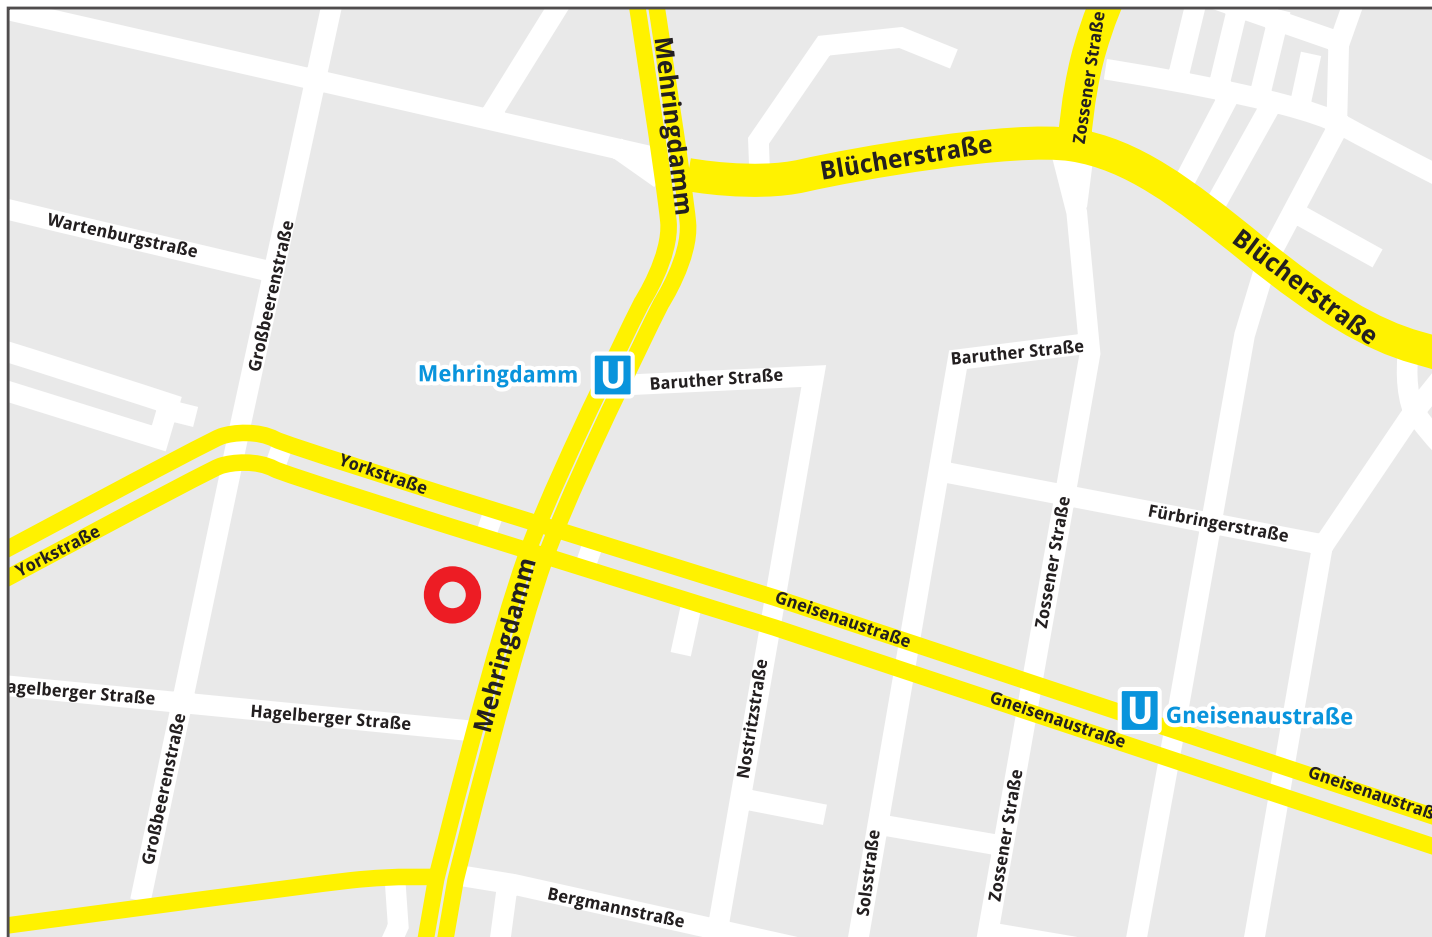 Mehringdamm
Zossener Straße
Blücherstraße
Wartenburgstraße
Großbeerenstraße
Blücherstraße
Mehringdamm
U
Baruther Straße
Baruther Straße
Yorkstraße
Yorkstraße
Fürbringerstraße
Zossener Straße
Mehringdamm
Gneisenaustraße
agelberger Straße
Hagelberger Straße
Nostritzstraße
Gneisenaustraße
U
Gneisenaustraße
Großbeerenstraße
Gneisenaustraß
Solsstraße
Zossener Straße
Bergmannstraße